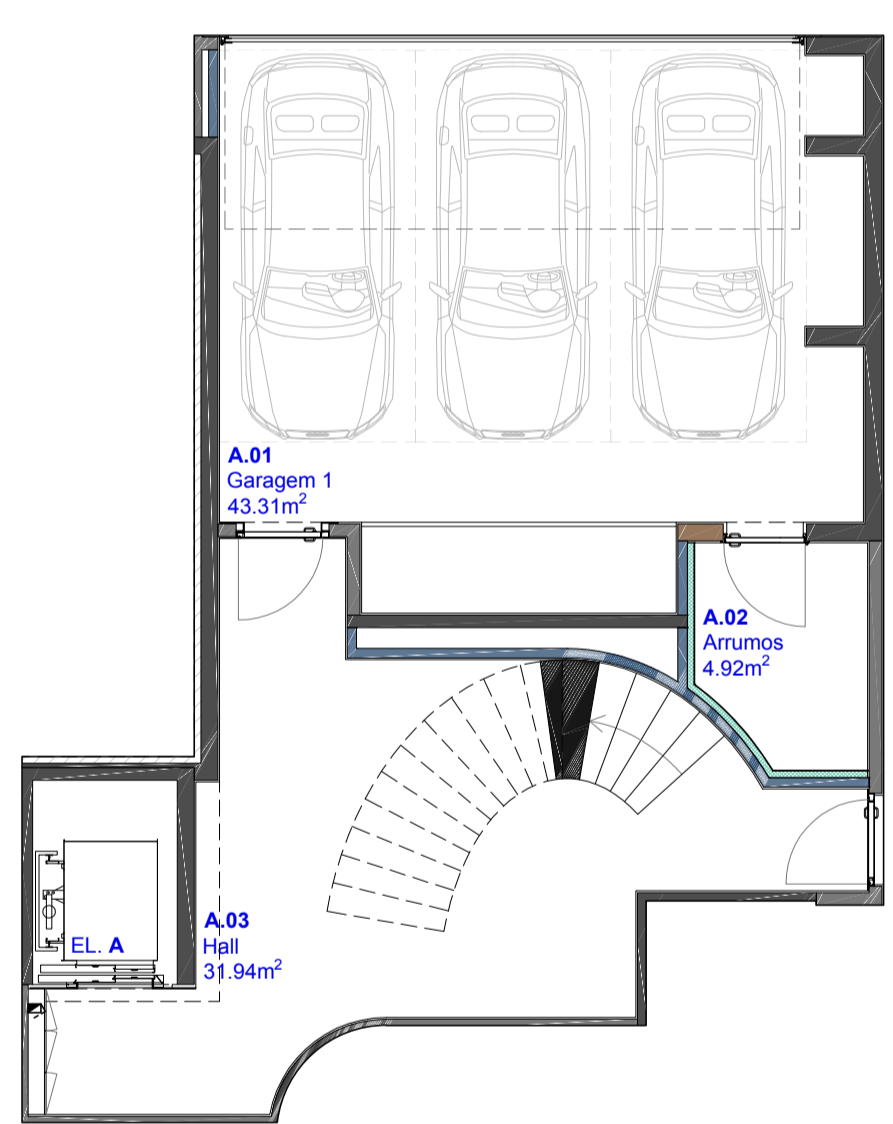 A.01
Garagem 1
43.31m²
A.02
Arrumos
4.92m²
A.03
Hall
31.94m²
EL. A